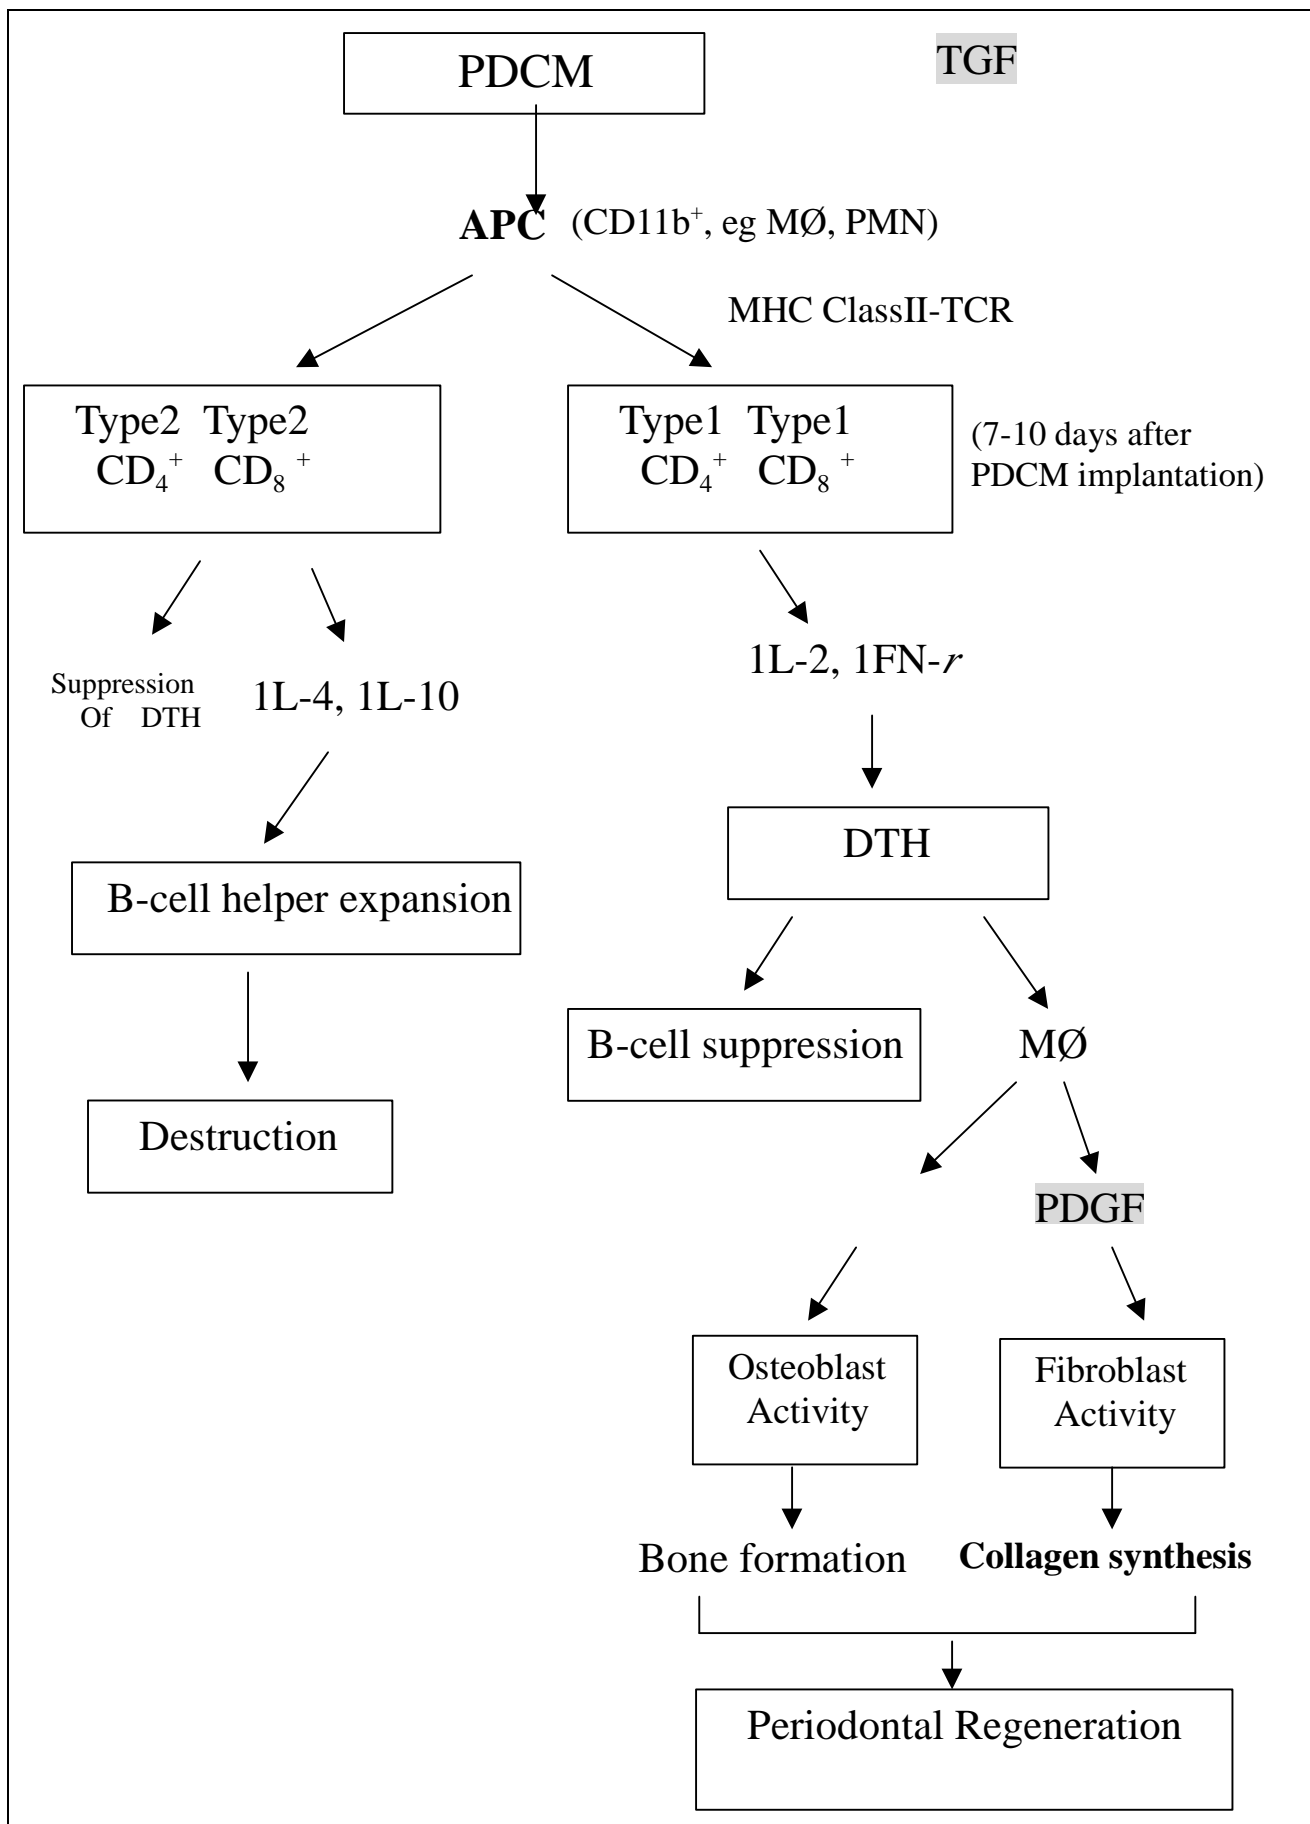 PDCM
TGF
APC (CD11b⁺, eg MØ, PMN)
MHC ClassII-TCR
Type2 Type2
CD₄⁺ CD₈⁺
Type1 Type1
CD₄⁺ CD₈⁺
(7-10 days after
PDCM implantation)
1L-2, 1FN-r
Suppression
Of DTH
1L-4, 1L-10
DTH
B-cell helper expansion
B-cell suppression
MØ
Destruction
PDGF
Osteoblast
Activity
Fibroblast
Activity
Bone formation
Collagen synthesis
Periodontal Regeneration